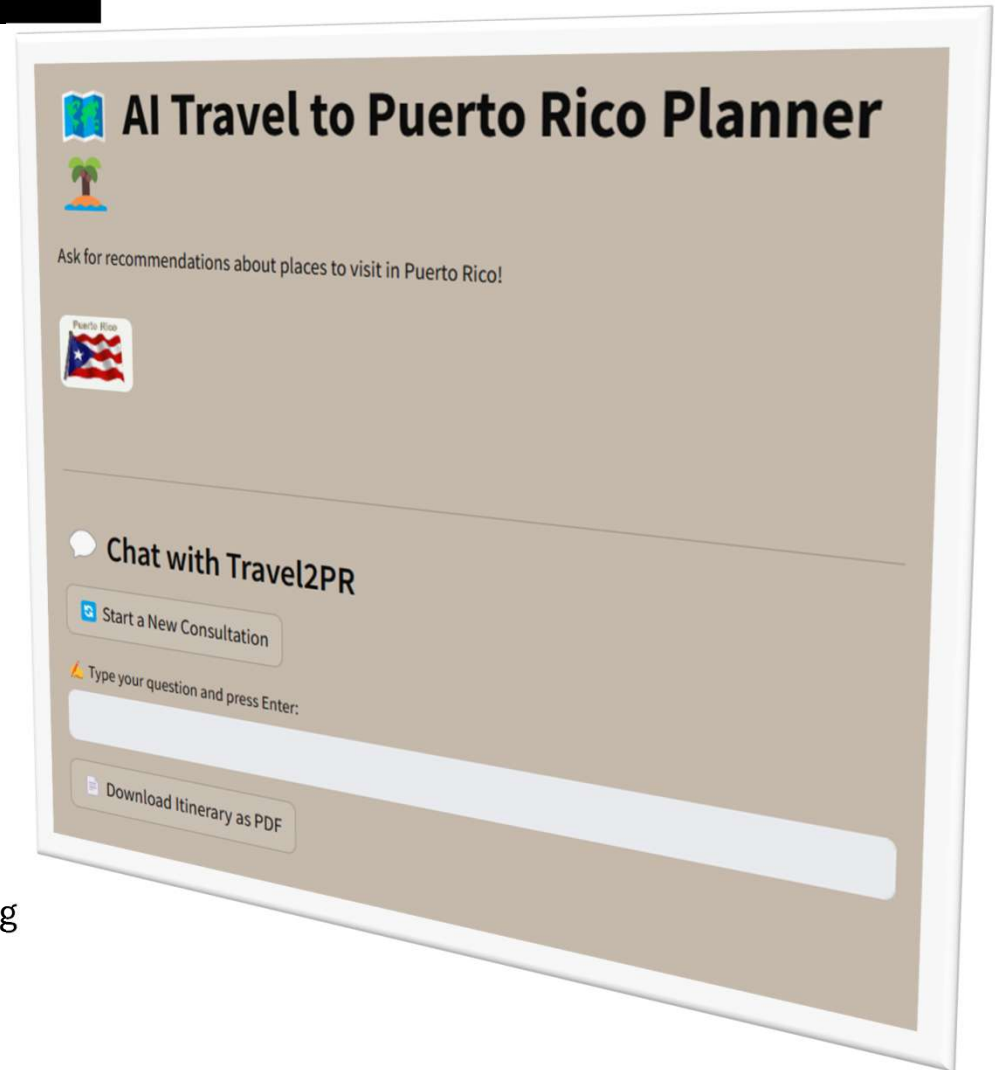 AI Travel to Puerto Rico Planner
Ask for recommendations about places to visit in Puerto Rico!
Puerto Rico
Chat with Travel2PR
Start a New Consultation
Type your question and press Enter:
Download Itinerary as PDF
g